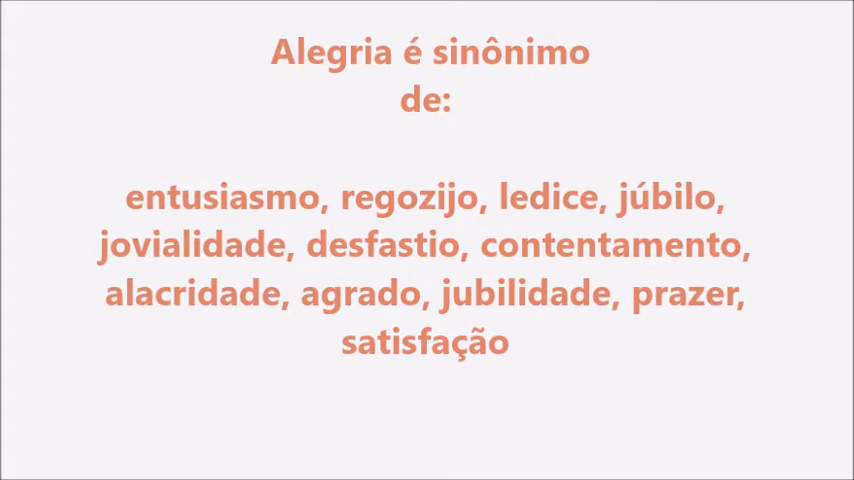 Alegria é sinônimo
de:
entusiasmo, regozijo, ledice, júbilo,
jovialidade, desfastio, contentamento,
alacridade, agrado, jubilidade, prazer,
satisfação